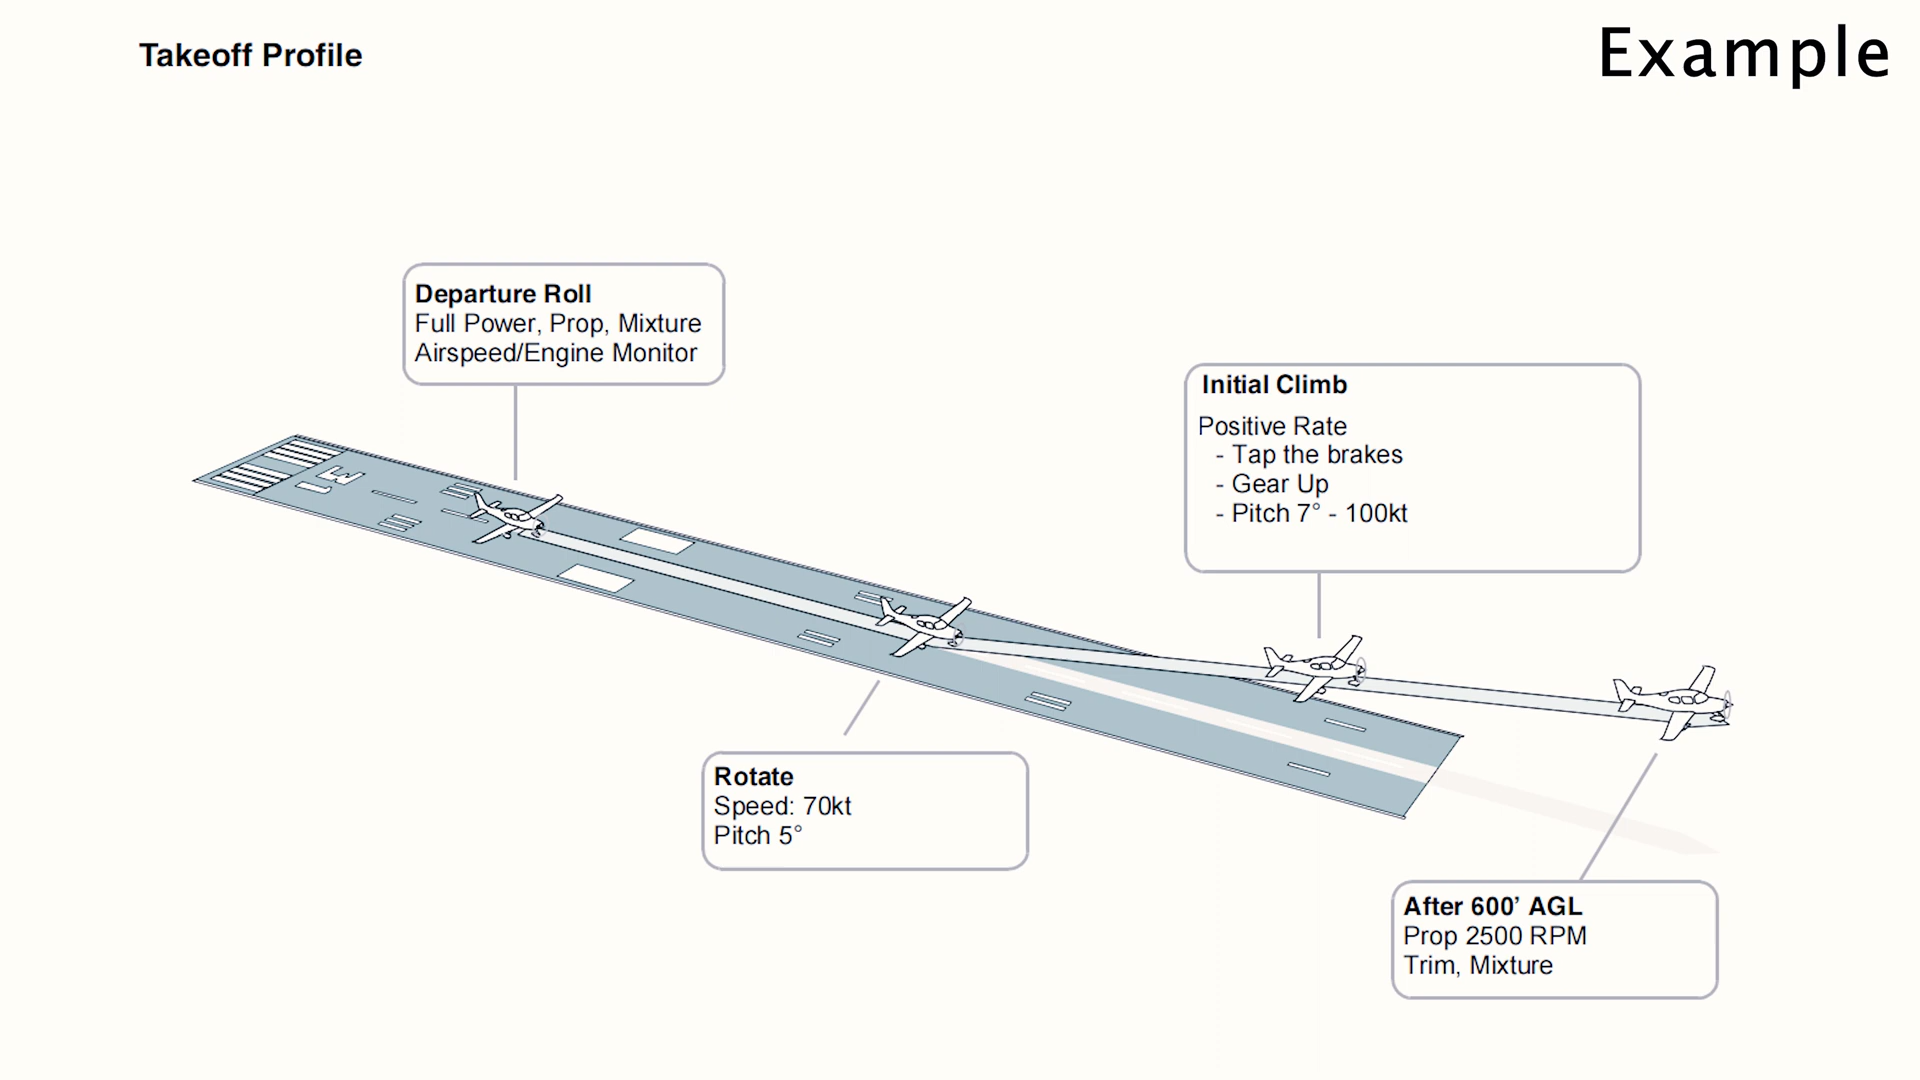 Takeoff Profile
Example
Departure Roll
Full Power, Prop, Mixture
Airspeed/Engine Monitor
Initial Climb
Positive Rate
- Tap the brakes
- Gear Up
- Pitch 7° - 100kt
Rotate
Speed: 70kt
Pitch 5°
After 600’ AGL
Prop 2500 RPM
Trim, Mixture